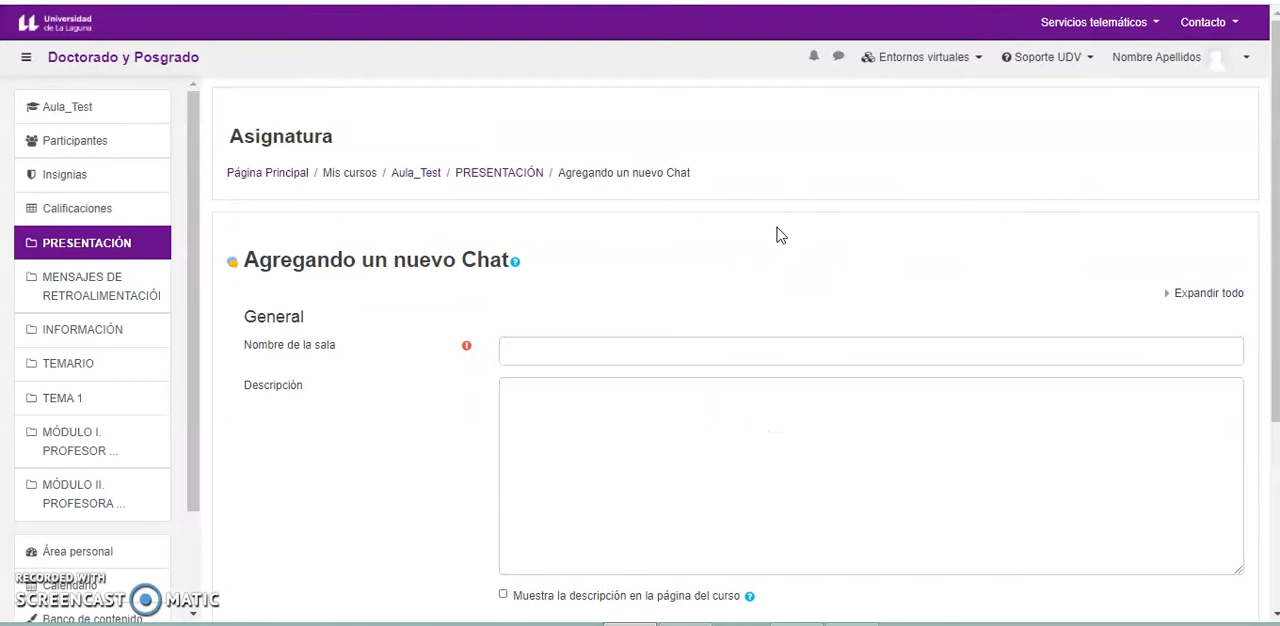 Universidad
de La Laguna
Servicios telemáticos
Contacto
Doctorado y Posgrado
Entornos virtuales
Soporte UDV
Nombre Apellidos
Aula_Test
Participantes
Insignias
Calificaciones
PRESENTACIÓN
MENSAJES DE
RETROALIMENTACIÓN
INFORMACIÓN
TEMARIO
TEMA 1
MÓDULO I.
PROFESOR ...
MÓDULO II.
PROFESORA ...
Área personal
Calendario
Banco de contenido
RECORDED WITH
SCREENCAST MATIC
Asignatura
Página Principal / Mis cursos / Aula_Test / PRESENTACIÓN / Agregando un nuevo Chat
Agregando un nuevo Chat
Expandir todo
General
Nombre de la sala
Descripción
Muestra la descripción en la página del curso